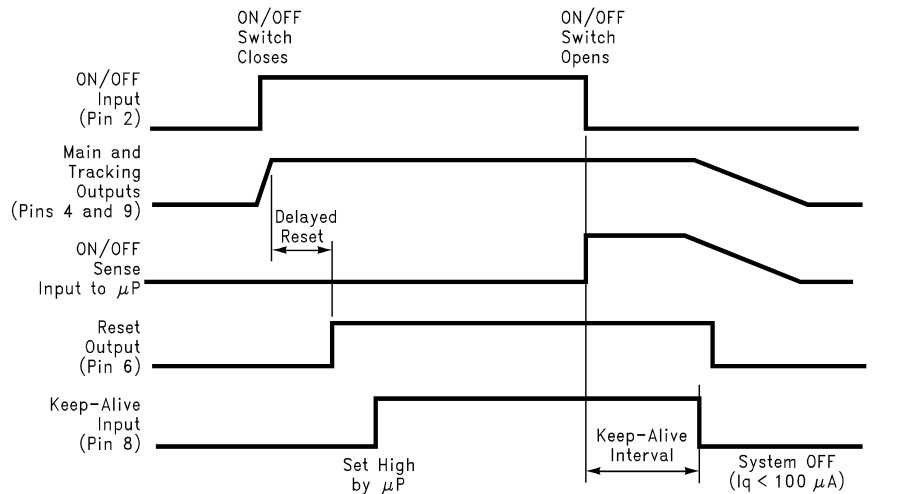 ON/OFF
Switch
Closes
ON/OFF
Switch
Opens
ON/OFF
Input
(Pin 2)
Main and
Tracking
Outputs
(Pins 4 and 9)
Delayed
Reset
ON/OFF
Sense
Input to μP
Reset
Output
(Pin 6)
Keep-Alive
Input
(Pin 8)
Set High
by μP
Keep-Alive
Interval
System OFF
(Iq < 100 μA)